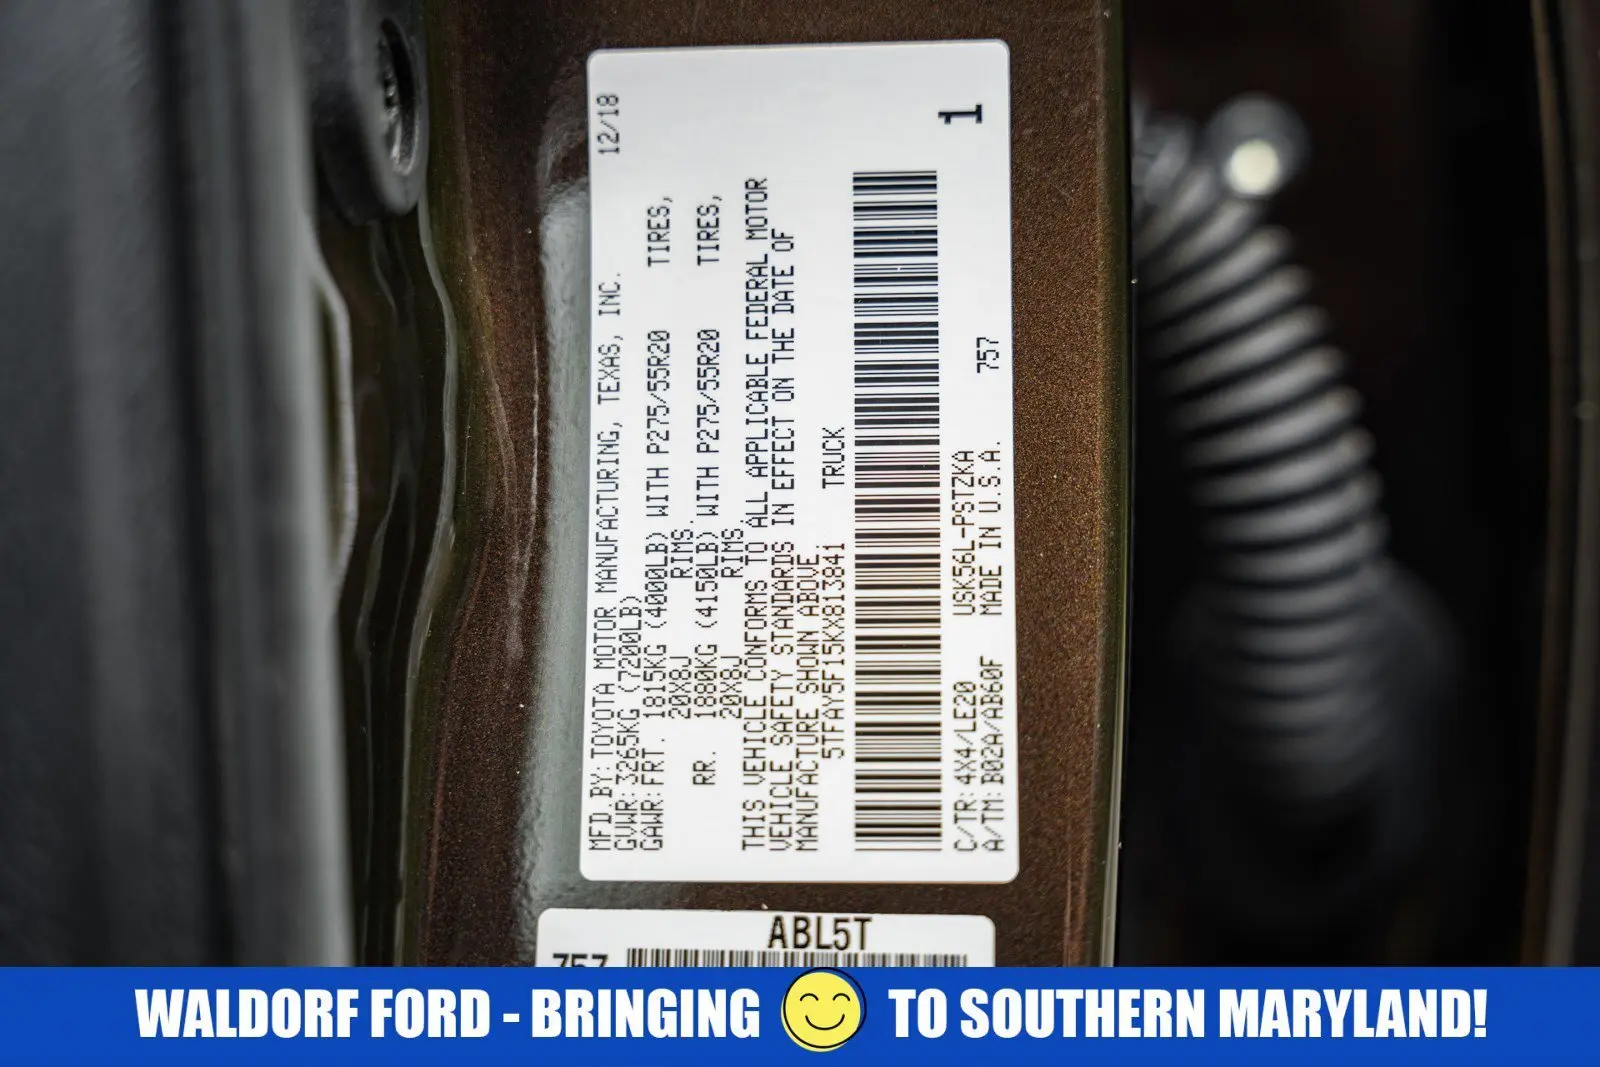 MFD.BY:TOYOTA MOTOR MANUFACTURING, TEXAS, INC. 12/18
GVWR:3265KG (7200LB)
GAWR:FRT. 1815KG (4000LB) WITH P275/55R20 TIRES,
20X8J RIMS.
RR. 1880KG (4150LB) WITH P275/55R20 TIRES,
20X8J RIMS.
THIS VEHICLE CONFORMS TO ALL APPLICABLE FEDERAL MOTOR
VEHICLE SAFETY STANDARDS IN EFFECT ON THE DATE OF
MANUFACTURE SHOWN ABOVE.
5TFAY5F15KX813841 TRUCK
1
C/TR:4X4/LE20 USK56L-PSTZKA
A/TM:B02A/AB60F MADE IN U.S.A. 757
ABL5T
757
WALDORF FORD - BRINGING TO SOUTHERN MARYLAND!